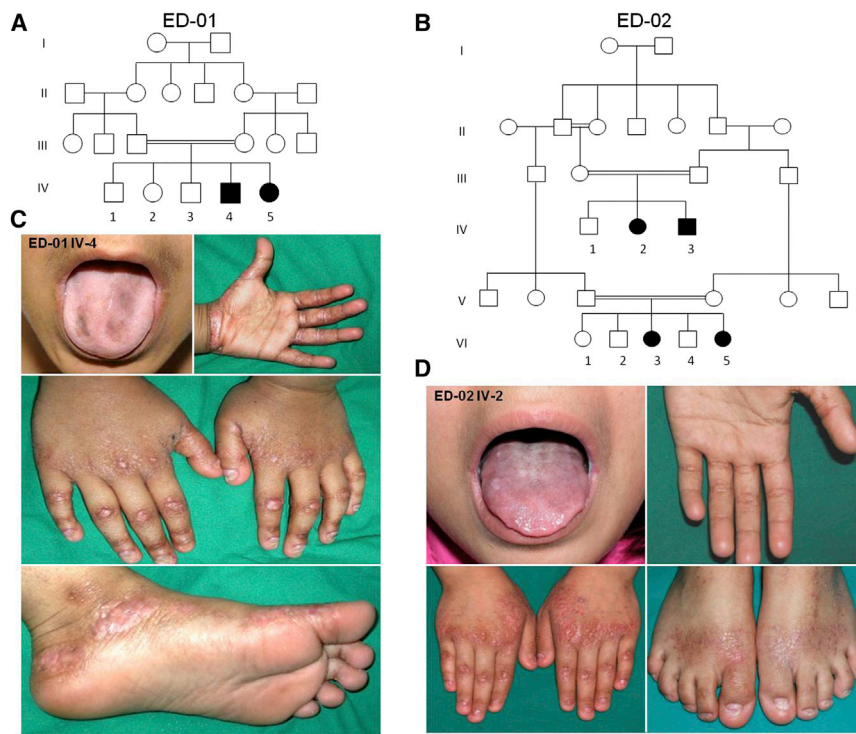 A
ED-01
I
II
III
IV
1 2 3 4 5
B
ED-02
I
II
III
IV
1 2 3
V
VI
1 2 3 4 5
C
ED-01 IV-4
D
ED-02 IV-2